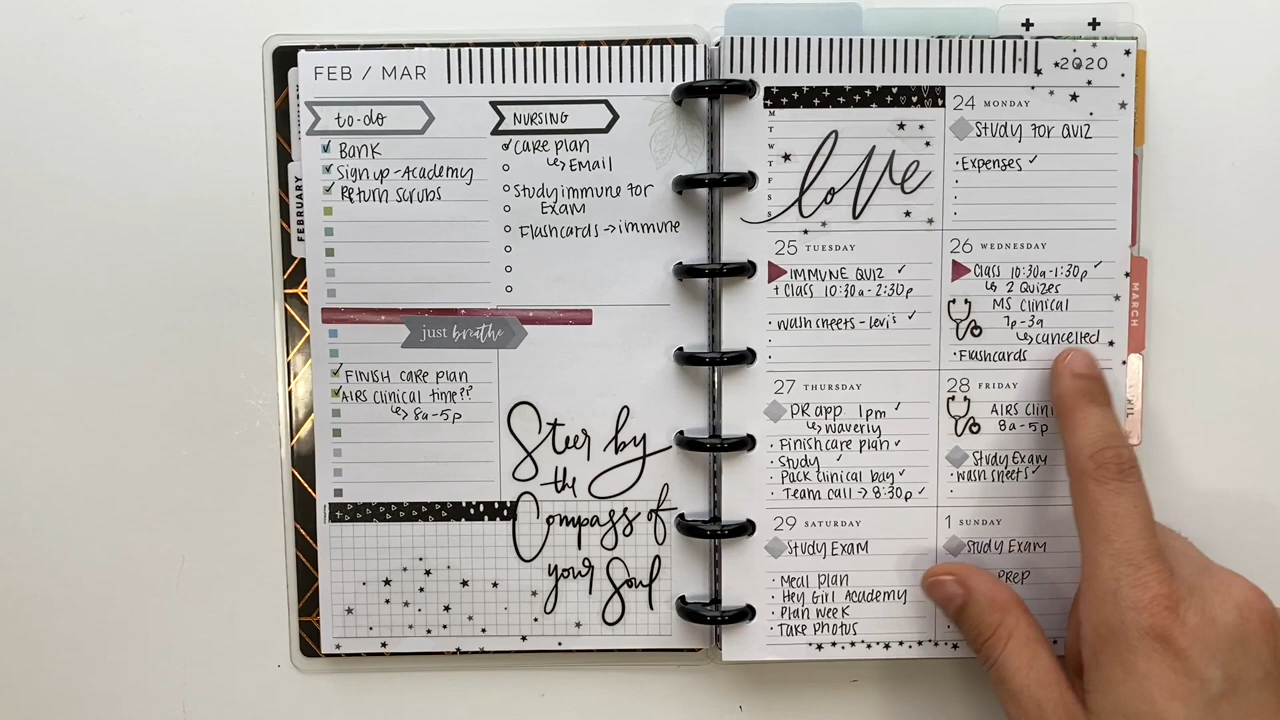 FEB / MAR
to-do
Bank
Sign up - Academy
Return scrubs
NURSING
care plan
↳ Email
Study immune for
Exam
Flashcards → immune
just breathe
FINISH care plan
AIRS clinical time??
↳ 8a-5p
Steer by
the
Compass of
your Soul
FEBRUARY
2020
M
T
W
T
F
S
S
love
24 MONDAY
Study for QUIZ
Expenses ✓
25 TUESDAY
IMMUNE QUIZ ✓
+ Class 10:30a-2:30p
wash sheets - levi's ✓
26 WEDNESDAY
Class 10:30a-1:30p ✓
↳ 2 Quizes
MS Clinical
7p-3a
↳ cancelled
Flashcards
27 THURSDAY
DR app 1pm ✓
↳ Waverly
Finish care plan ✓
Study ✓
Pack clinical bag ✓
Team call → 8:30p ✓
28 FRIDAY
AIRS
8a-5p
Study Exam
wash sheets ✓
29 SATURDAY
Study Exam
Meal plan
Hey Girl Academy
Plan week
Take Photos
1 SUNDAY
Study Exam
PREP
MARCH